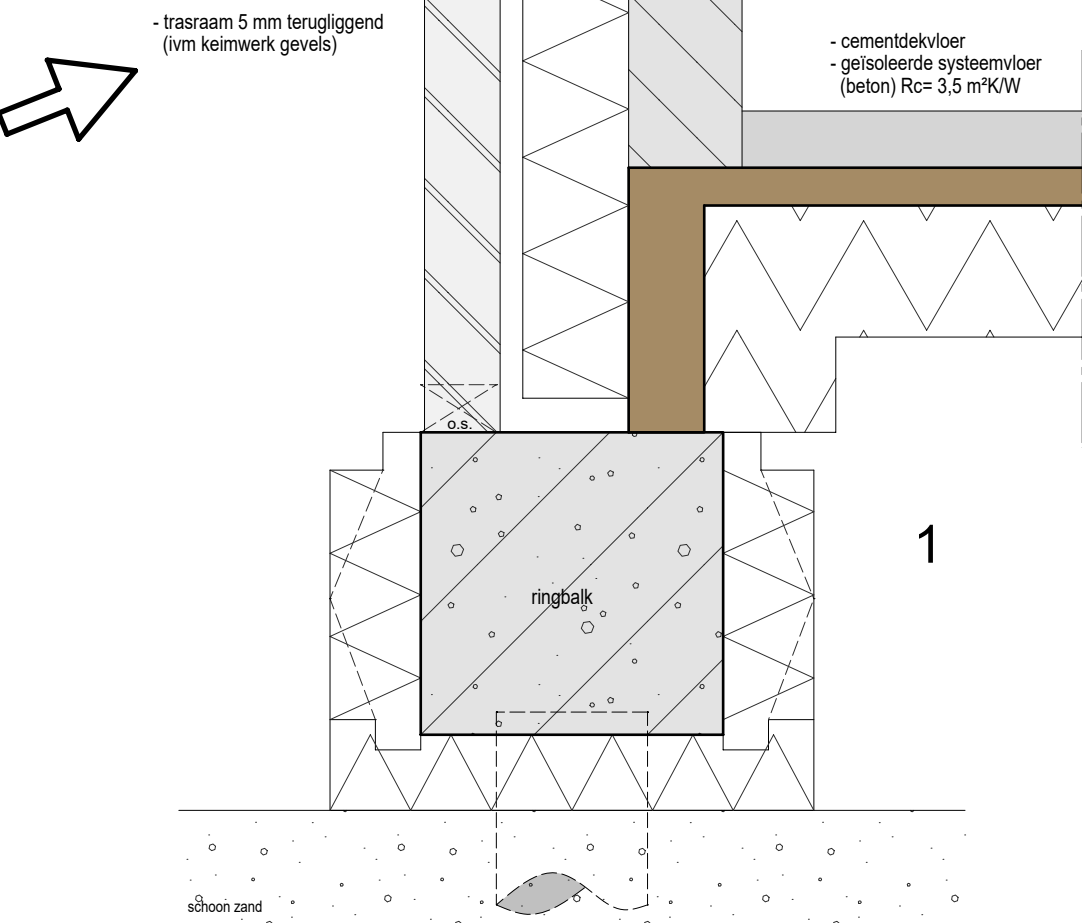 - trasraam 5 mm terugliggend
(ivm keimwerk gevels)
- cementdekvloer
- geïsoleerde systeemvloer
(beton) Rc= 3,5 m²K/W
o.s.
1
ringbalk
schoon zand